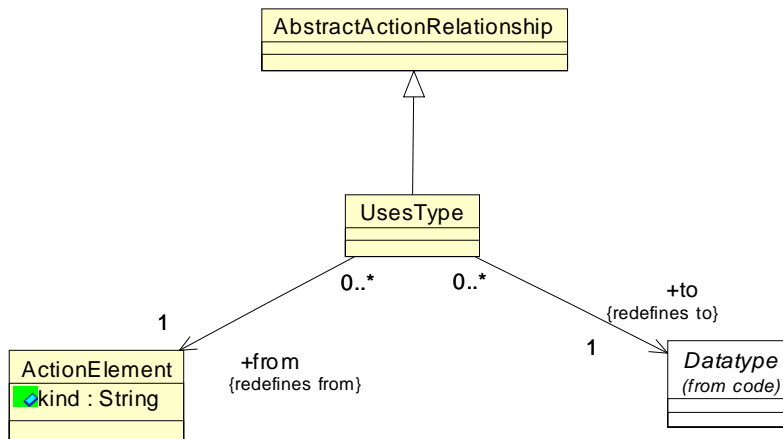 AbstractActionRelationship
UsesType
0..*
0..*
+to
{redefines to}
1
1
+from
{redefines from}
ActionElement
kind : String
Datatype
(from code)